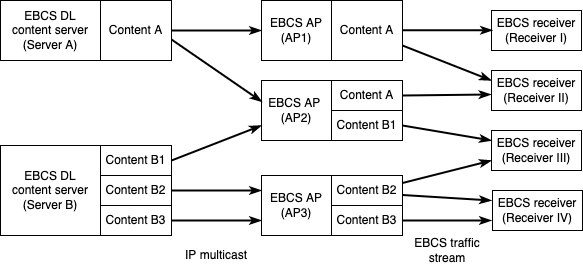 EBCS DL
content server
(Server A)
Content A
EBCS AP
(AP1)
Content A
EBCS receiver
(Receiver I)
EBCS AP
(AP2)
Content A
Content B1
EBCS receiver
(Receiver II)
EBCS DL
content server
(Server B)
Content B1
Content B2
Content B3
EBCS receiver
(Receiver III)
EBCS AP
(AP3)
Content B2
Content B3
EBCS receiver
(Receiver IV)
IP multicast
EBCS traffic
stream